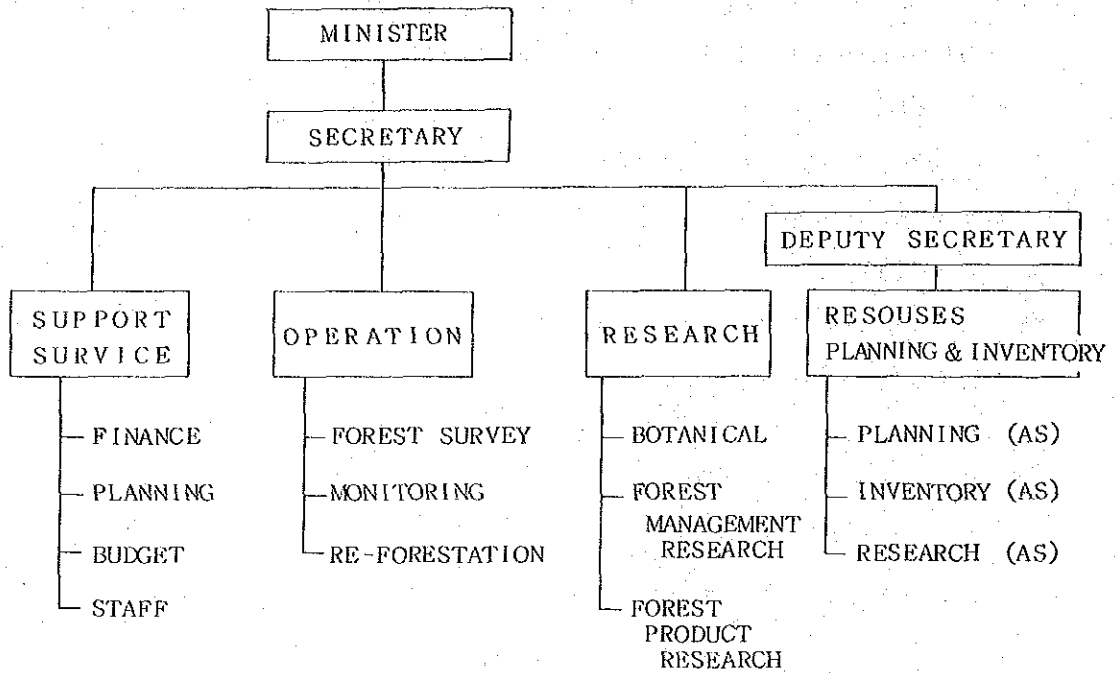 MINISTER
SECRETARY
DEPUTY SECRETARY
SUPPORT
SURVICE
OPERATION
RESEARCH
RESOUSES
PLANNING & INVENTORY
FINANCE
PLANNING
BUDGET
STAFF
FOREST SURVEY
MONITORING
RE-FORESTATION
BOTANICAL
FOREST
MANAGEMENT
RESEARCH
FOREST
PRODUCT
RESEARCH
PLANNING (AS)
INVENTORY (AS)
RESEARCH (AS)